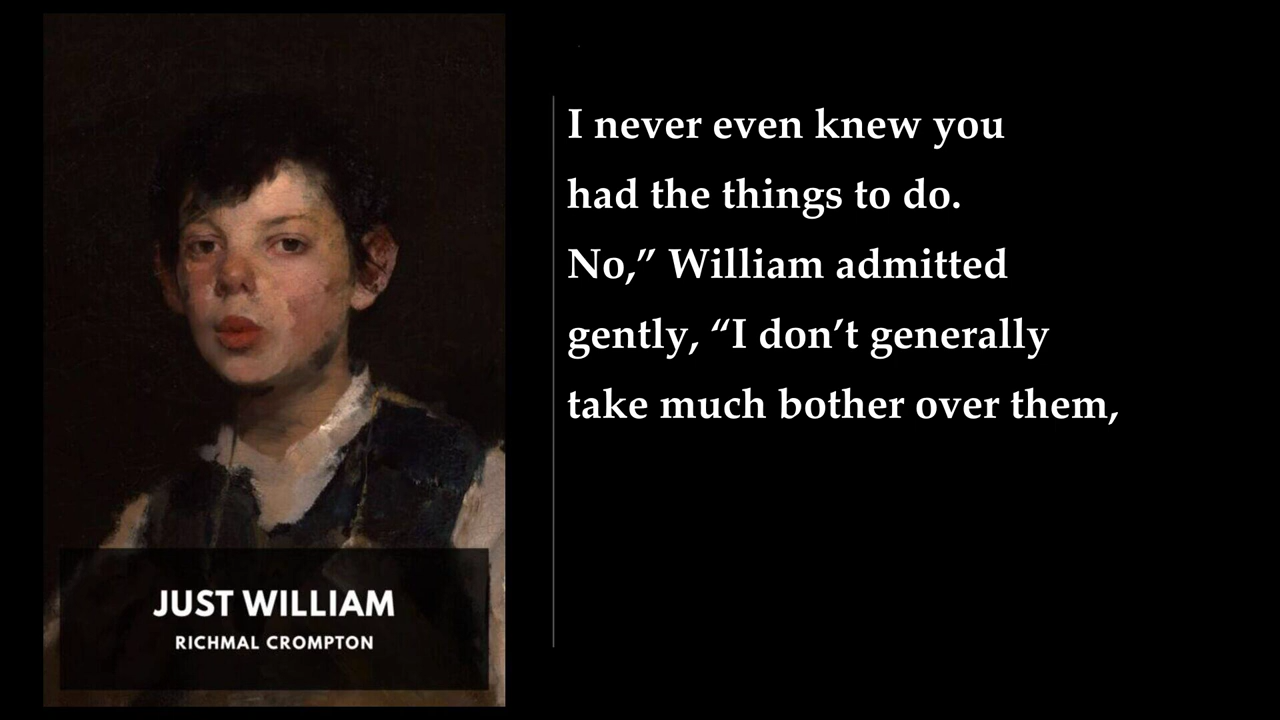 I never even knew you
had the things to do.
No,” William admitted
gently, “I don’t generally
take much bother over them,
JUST WILLIAM
RICHMAL CROMPTON